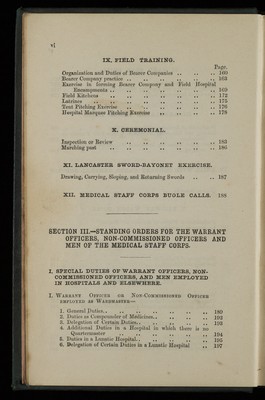 vi
IX. FIELD TRAINING.
Page.
Organization and Duties of Bearer Companies .. .. .. 160
Bearer Company practice .. .. .. .. .. .. 163
Exercise in forming Bearer Company and Field Hospital
Encampments .. .. .. .. .. .. .. 169
Field Kitchens .. .. .. .. .. .. .. 172
Latrines .. .. .. .. .. .. .. 175
Tent Pitching Exercise .. .. .. .. .. 176
Hospital Marquee Pitching Exercise .. .. .. .. 178
X. CEREMONIAL.
Inspection or Review .. .. .. .. .. .. 183
Marching past .. .. .. .. .. .. .. 186
XI. LANCASTER SWORD-BAYONET EXERCISE.
Drawing, Carrying, Sloping, and Returning Swords .. .. 187
XII. MEDICAL STAFF CORPS BUGLE CALLS. 188
SECTION III.—STANDING ORDERS FOR THE WARRANT
OFFICERS, NON-COMMISSIONED OFFICERS AND
MEN OF THE MEDICAL STAFF CORPS.
I. SPECIAL DUTIES OF WARRANT OFFICERS, NON-
COMMISSIONED OFFICERS, AND MEN EMPLOYED
IN HOSPITALS AND ELSEWHERE.
I. WARRANT OFFICER OR NON-COMMISSIONED OFFICER
EMPLOYED AS WARDMASTER—
1. General Duties.. .. .. .. .. .. .. 189
2. Duties as Compounder of Medicines.. .. .. .. 192
3. Delegation of Certain Duties.. .. .. .. .. 193
4. Additional Duties in a Hospital in which there is no
Quartermaster .. .. .. .. .. .. 194
5. Duties in a Lunatic Hospital.. .. .. .. .. 195
6. Delegation of Certain Duties in a Lunatic Hospital .. 197